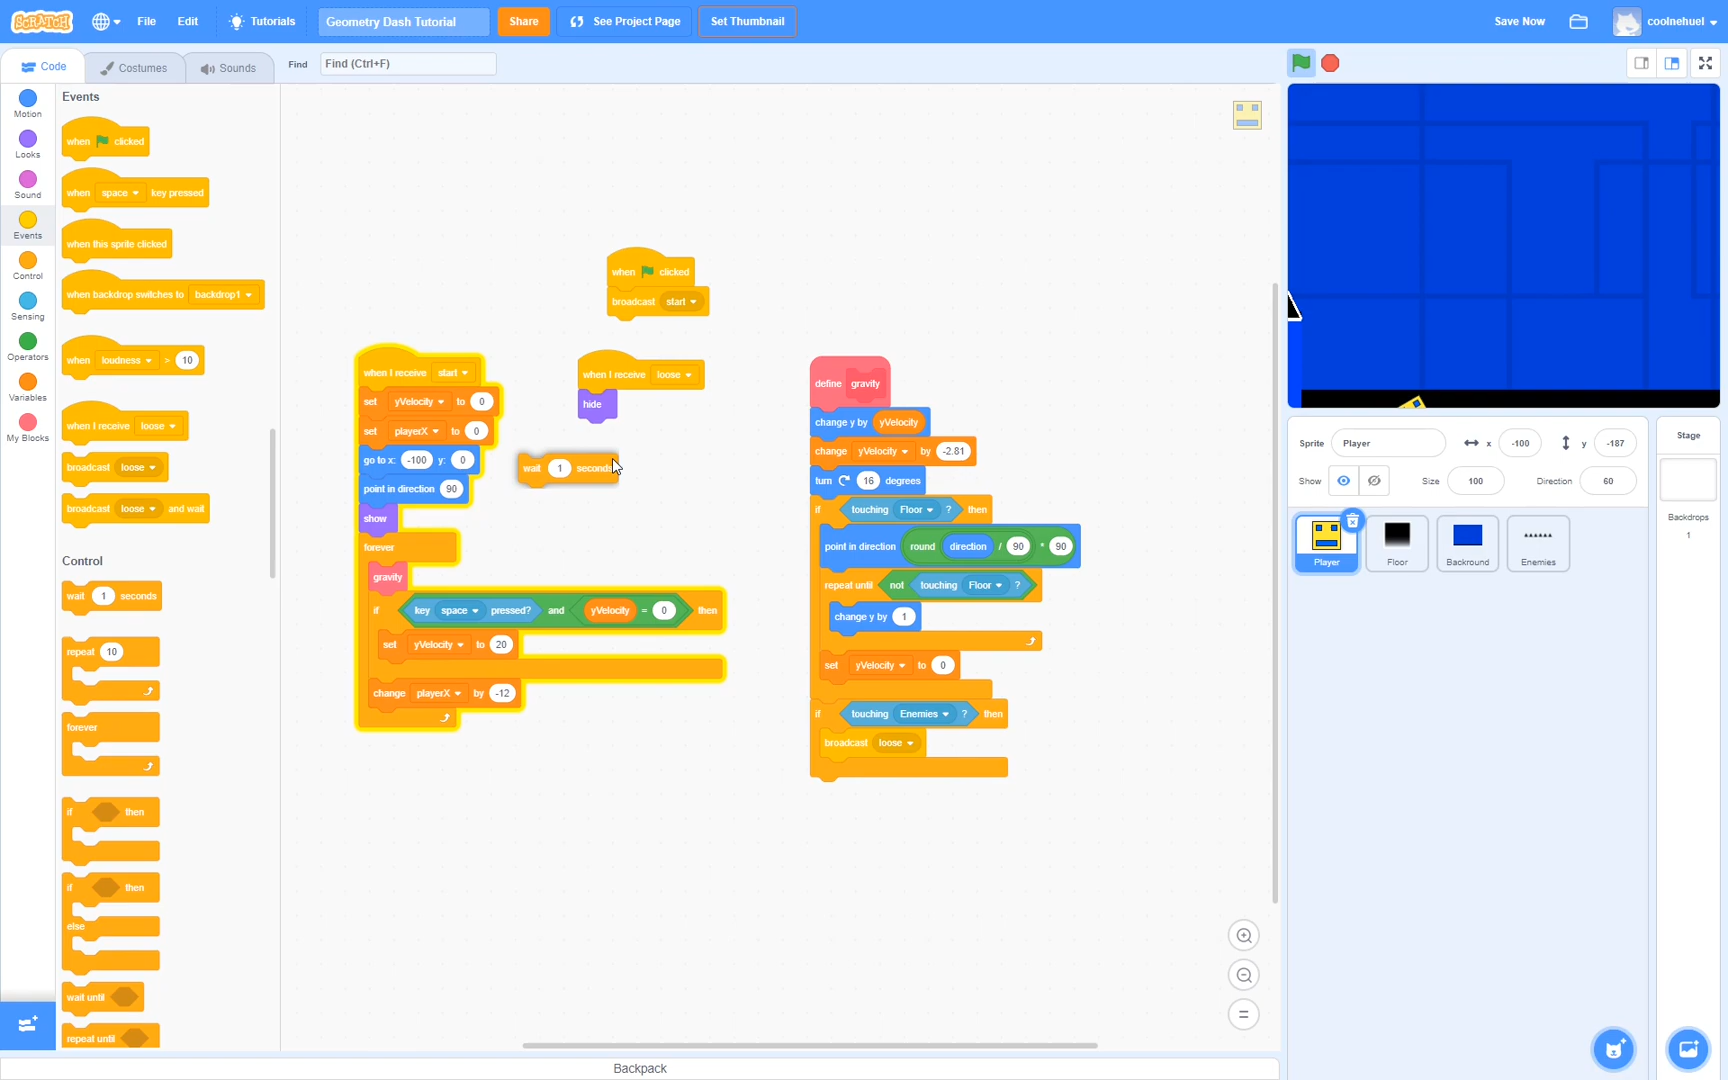 SCRATCH
File
Edit
Tutorials
Geometry Dash Tutorial
Share
See Project Page
Set Thumbnail
Save Now
coolnehuel
Code
Costumes
Sounds
Find
Find (Ctrl+F)
Motion
Looks
Sound
Events
Control
Sensing
Operators
Variables
My Blocks
Events
when clicked
when space key pressed
when this sprite clicked
when backdrop switches to backdrop1
when loudness > 10
when I receive loose
broadcast loose
broadcast loose and wait
Control
wait 1 seconds
repeat 10
forever
if then
if then
else
wait until
repeat until
when clicked
broadcast start
when I receive start
set yVelocity to 0
set playerX to 0
go to x: -100 y: 0
point in direction 90
show
forever
gravity
if key space pressed? and yVelocity = 0 then
set yVelocity to 20
change playerX by -12
when I receive loose
hide
wait 1 seconds
define gravity
change y by yVelocity
change yVelocity by -2.81
turn 16 degrees
if touching Floor ? then
point in direction round direction / 90 * 90
repeat until not touching Floor ?
change y by 1
set yVelocity to 0
if touching Enemies ? then
broadcast loose
Sprite Player x -100 y -187
Show Size 100 Direction 60
Player
Floor
Backround
Enemies
Stage
Backdrops
1
Backpack